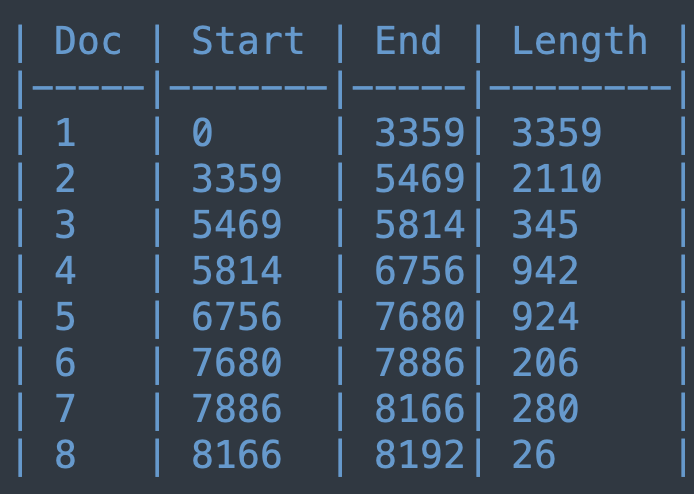 | Doc | Start | End | Length |
|-----|-------|-----|--------|
| 1   | 0     | 3359| 3359   |
| 2   | 3359  | 5469| 2110   |
| 3   | 5469  | 5814| 345    |
| 4   | 5814  | 6756| 942    |
| 5   | 6756  | 7680| 924    |
| 6   | 7680  | 7886| 206    |
| 7   | 7886  | 8166| 280    |
| 8   | 8166  | 8192| 26     |